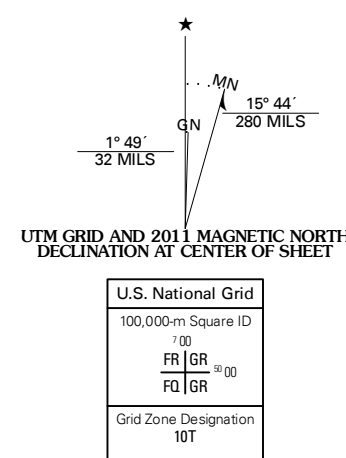 MN
GN
15° 44´
280 MILS
1° 49´
32 MILS
UTM GRID AND 2011 MAGNETIC NORTH
DECLINATION AT CENTER OF SHEET
U.S. National Grid
100,000-m Square ID
7 00
FR GR
50 00
FQ GR
Grid Zone Designation
10T